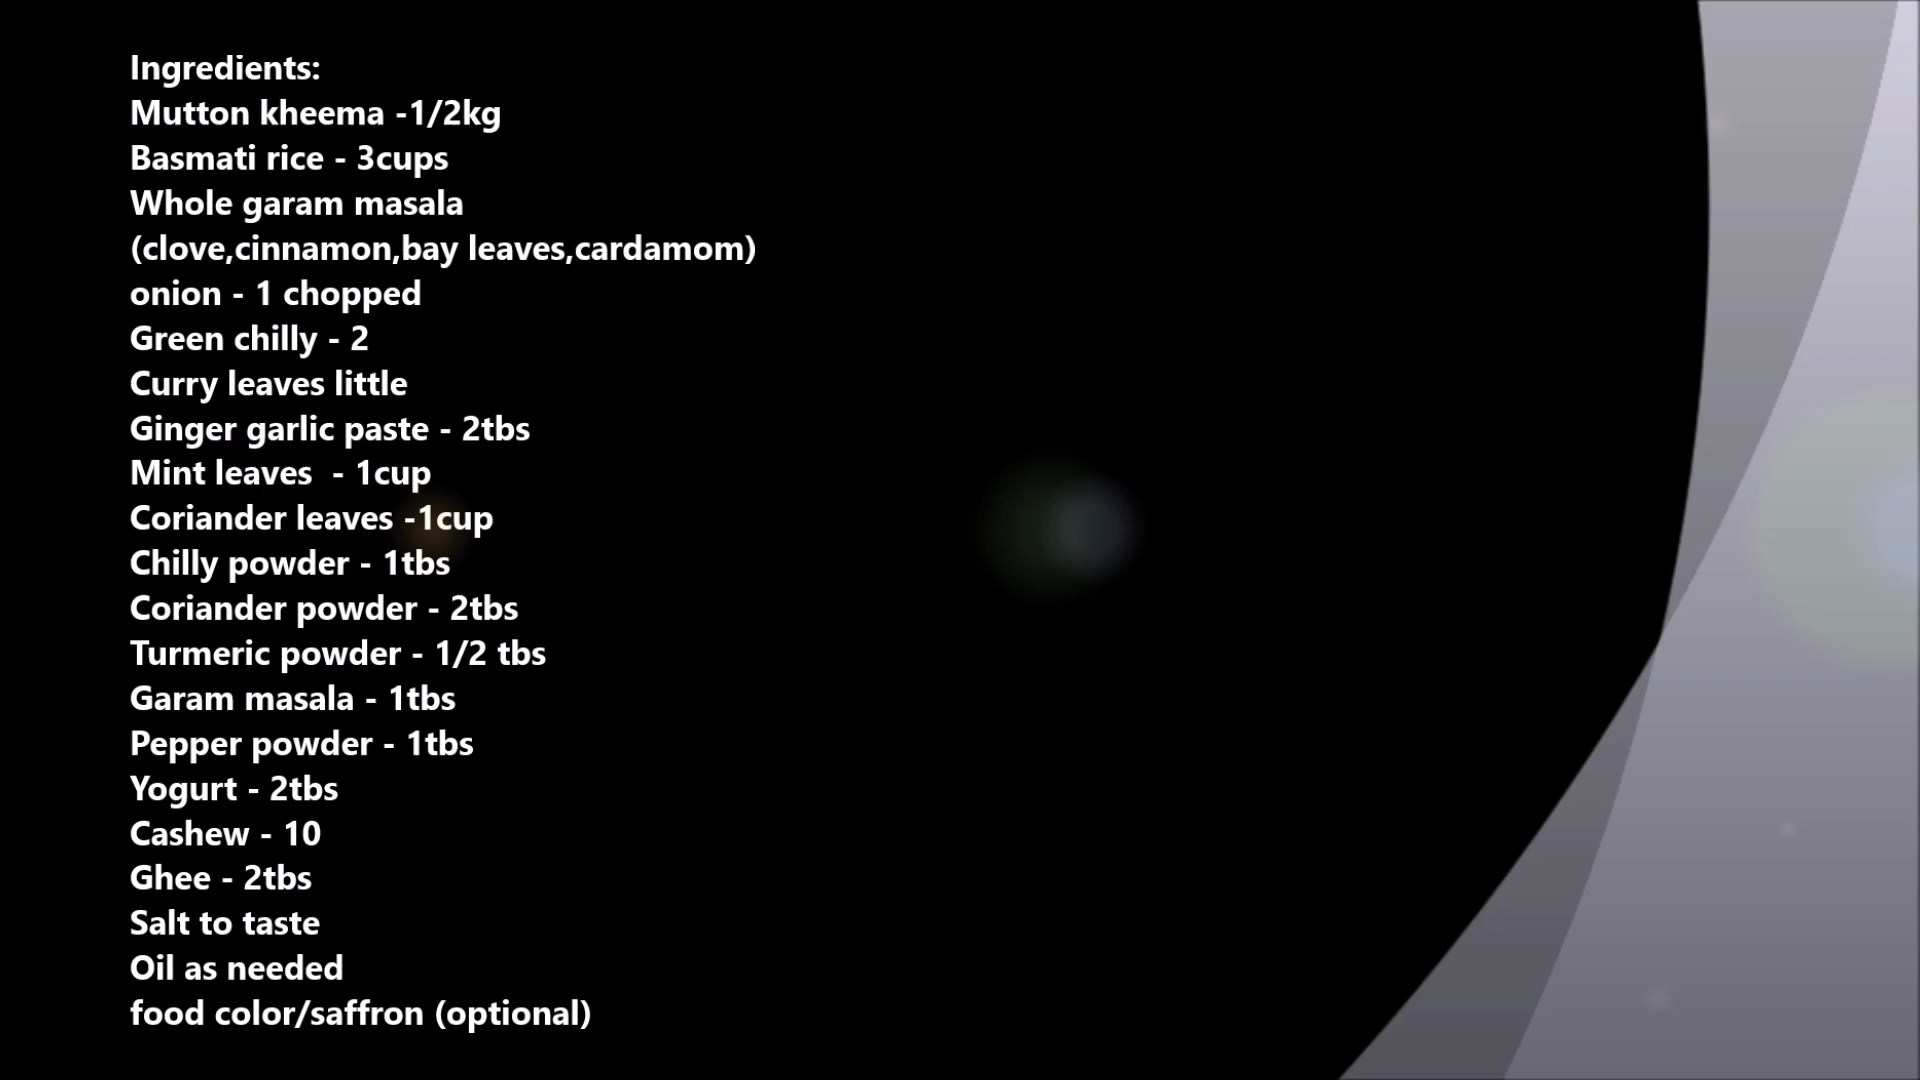 Ingredients:
Mutton kheema -1/2kg
Basmati rice - 3cups
Whole garam masala
(clove,cinnamon,bay leaves,cardamom)
onion - 1 chopped
Green chilly - 2
Curry leaves little
Ginger garlic paste - 2tbs
Mint leaves  - 1cup
Coriander leaves -1cup
Chilly powder - 1tbs
Coriander powder - 2tbs
Turmeric powder - 1/2 tbs
Garam masala - 1tbs
Pepper powder - 1tbs
Yogurt - 2tbs
Cashew - 10
Ghee - 2tbs
Salt to taste
Oil as needed
food color/saffron (optional)